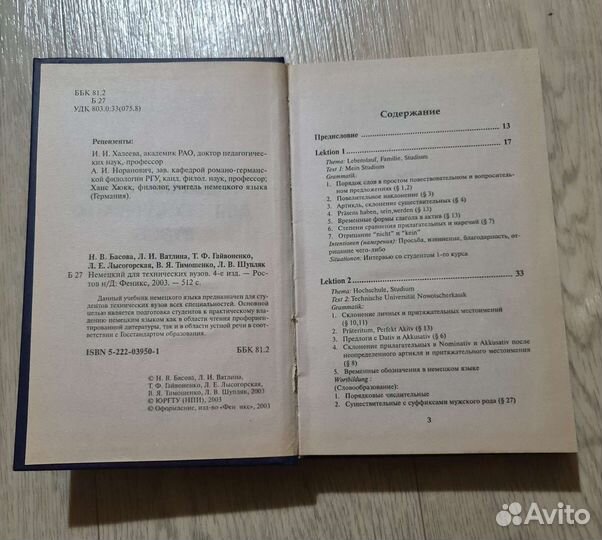 ББК 81.2
Б 27
УДК 803.0:33(075.8)
Рецензенты:
И. И. Халеева, академик РАО, доктор педагогичес-
ких наук, профессор
А. И. Норанович, зав. кафедрой романо-германс-
кой филологии РГУ, канд. филол. наук, профессор;
Ханс Хюкк, филолог, учитель немецкого языка
(Германия).
Н. В. Басова, Л. И. Ватлина, Т. Ф. Гайвоненко,
Л. Е. Лысогорская, В. Я. Тимошенко, Л. В. Шупляк
Б 27 Немецкий для технических вузов. 4-е изд. — Рос-
тов н/Д: Феникс, 2003. — 512 с.
Данный учебник немецкого языка предназначен для сту-
дентов технических вузов всех специальностей. Основной
целью является подготовка студентов к практическому владе-
нию немецким языком как в области чтения профориен-
тированной литературы, так и в области устной речи в соот-
ветствии с Госстандартом образования.
ISBN 5-222-03950-1 ББК 81.2
© Н. В. Басова, Л. И. Ватлина,
Т. Ф. Гайвоненко, Л. Е. Лысогорская,
В. Я. Тимошенко, Л. В. Шупляк, 2003
© ЮРГТУ (НПИ), 2003
© Оформление, изд-во «Феникс», 2003
Содержание
Предисловие 13
Lektion 1 17
Thema: Lebenslauf, Familie, Studium
Text 1: Mein Studium
Grammatik:
1. Порядок слов в простом повествовательном и вопроситель-
ном предложениях (§ 1,2)
2. Повелительное наклонение (§ 3)
3. Артикль, склонение существительных (§ 4)
4. Präsens haben, sein, werden (§ 13)
5. Временные формы глагола в актив (§ 13)
6. Степени сравнения прилагательных и наречий (§ 7)
7. Отрицание "nicht" и "kein"
Intentionen (намерения): Просьба, извинение, благодарность, от-
рицание чего-либо
Situationen: Интервью со студентом 1-го курса
Lektion 2 33
Thema: Hochschule, Studium
Text 2: Technische Universität Nowotscherkassk
Grammatik:
1. Склонение личных и притяжательных местоимений
(§ 10,11)
2. Präteritum, Perfekt Aktiv (§ 13)
3. Предлоги с Dativ и Akkusativ (§ 6)
4. Склонение прилагательных в Nominativ и Akkusativ после
неопределенного артикля и притяжательного местоимения
(§ 8)
5. Временные обозначения в немецком языке
Wortbildung :
(Словообразование):
1. Порядковые числительные
2. Существительные с суффиксами мужского рода (§ 27)
3
Avito